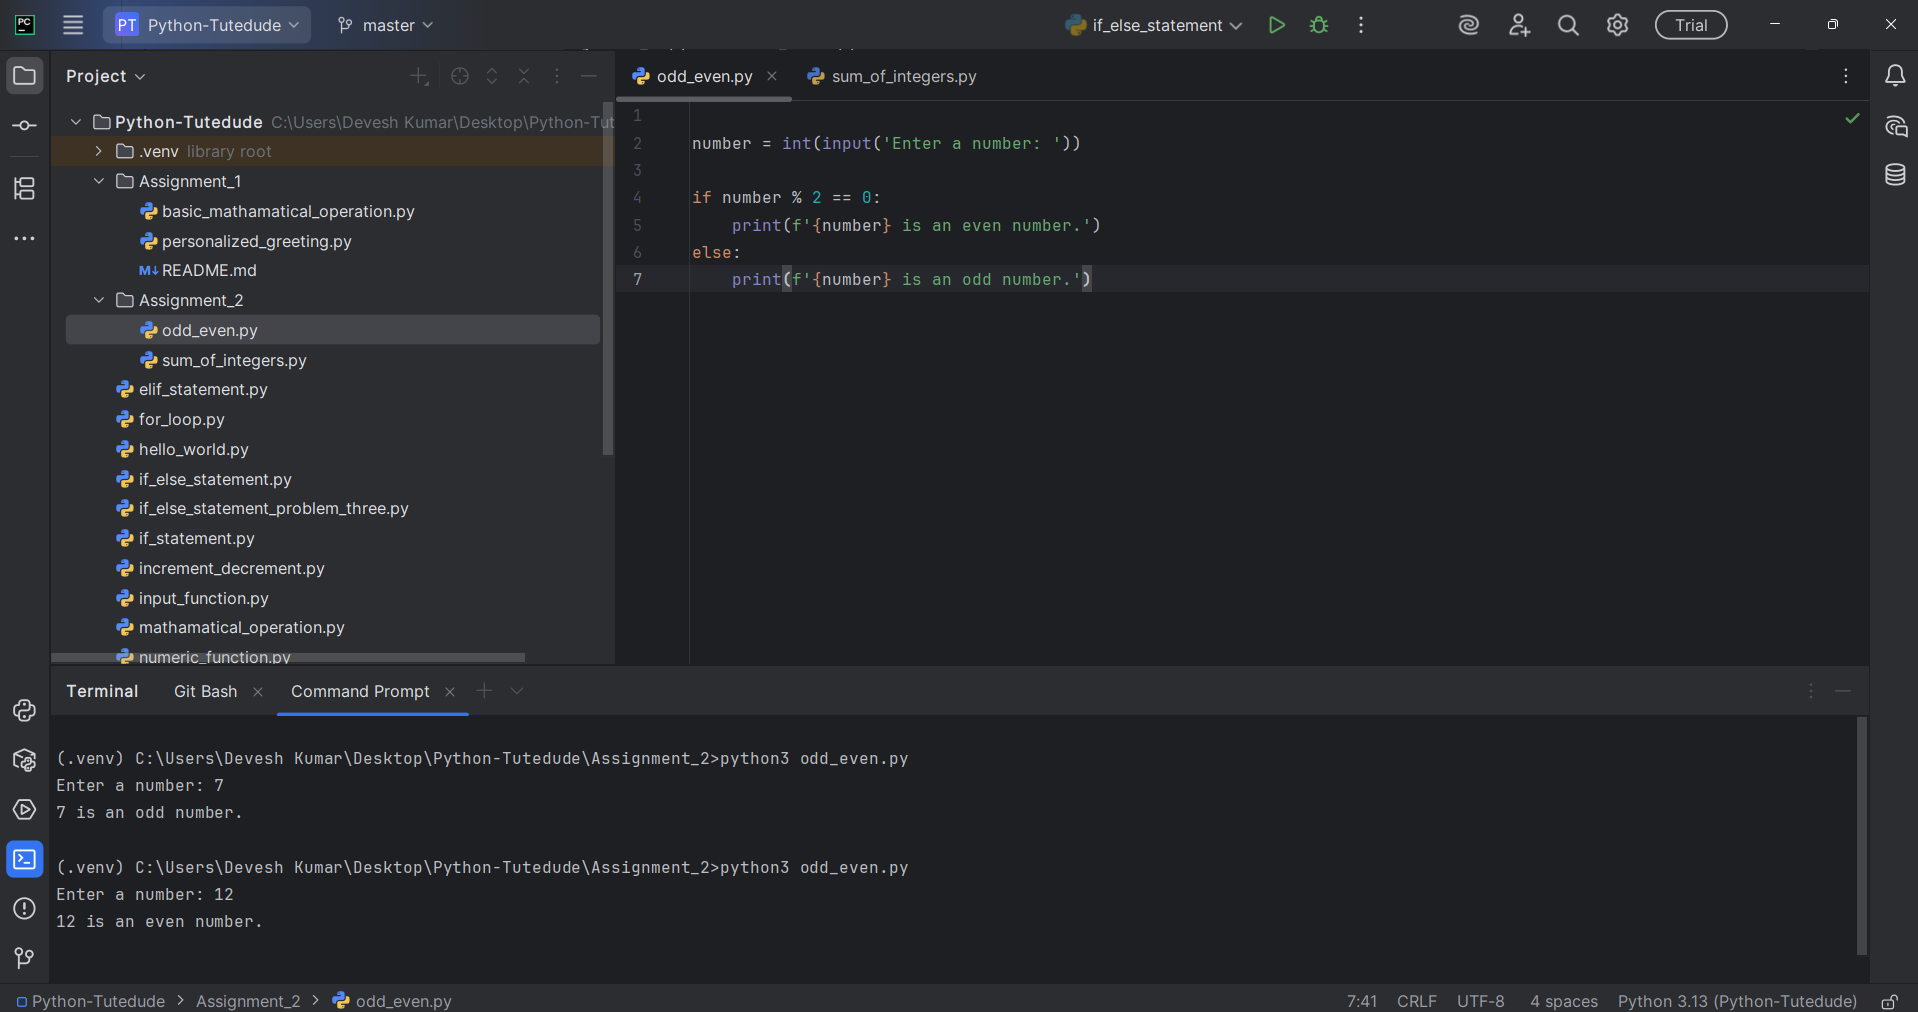 PC PT Python-Tutedude master if_else_statement Trial
Project
odd_even.py sum_of_integers.py
Python-Tutedude C:\Users\Devesh Kumar\Desktop\Python-Tut
.venv library root
Assignment_1
basic_mathamatical_operation.py
personalized_greeting.py
M↓ README.md
Assignment_2
odd_even.py
sum_of_integers.py
elif_statement.py
for_loop.py
hello_world.py
if_else_statement.py
if_else_statement_problem_three.py
if_statement.py
increment_decrement.py
input_function.py
mathamatical_operation.py
numeric_function.py
1
2 number = int(input('Enter a number: '))
3
4 if number % 2 == 0:
5 print(f'{number} is an even number.')
6 else:
7 print(f'{number} is an odd number.')
Terminal Git Bash Command Prompt
(.venv) C:\Users\Devesh Kumar\Desktop\Python-Tutedude\Assignment_2>python3 odd_even.py
Enter a number: 7
7 is an odd number.
(.venv) C:\Users\Devesh Kumar\Desktop\Python-Tutedude\Assignment_2>python3 odd_even.py
Enter a number: 12
12 is an even number.
Python-Tutedude > Assignment_2 > odd_even.py 7:41 CRLF UTF-8 4 spaces Python 3.13 (Python-Tutedude)